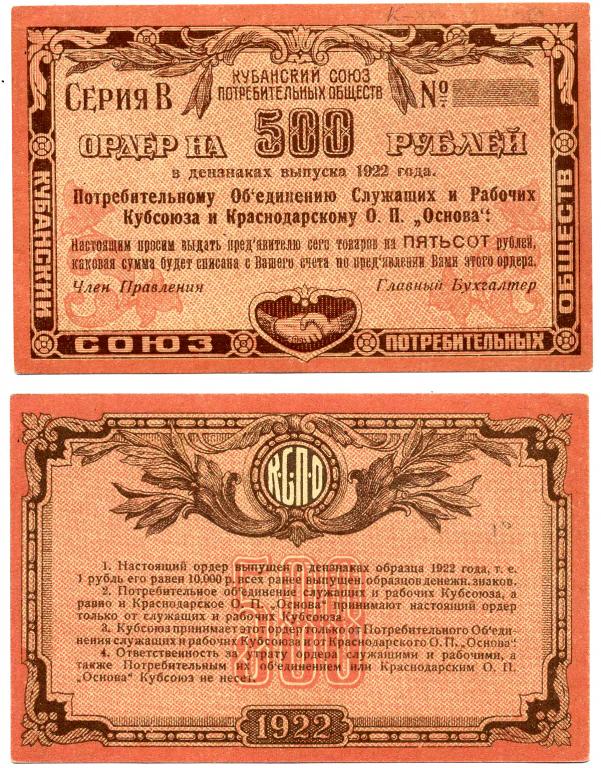 КУБАНСКИЙ СОЮЗ
ПОТРЕБИТЕЛЬНЫХ ОБЩЕСТВ
СЕРИЯ В
№
ОРДЕР НА 500 РУБЛЕЙ
в дензнаках выпуска 1922 года.
Потребительному Об'единению Служащих и Рабочих
Кубсоюза и Краснодарскому О. П. „Основа“:
Настоящим просим выдать пред'явителю сего товаров на ПЯТЬСОТ рублей,
каковая сумма будет списана с Вашего счета по пред'явлении Вами этого ордера.
Член Правления
Главный Бухгалтер
КУБАНСКИЙ
СОЮЗ
ПОТРЕБИТЕЛЬНЫХ
ОБЩЕСТВ
К·С·П·О
500
1. Настоящий ордер выпущен в дензнаках образца 1922 года, т. е.
1 рубль его равен 10.000 р. всех ранее выпущен. образцов денежн. знаков.
2. Потребительное об'единение служащих и рабочих Кубсоюза, а
равно и Краснодарское О. П. „Основа“ принимают настоящий ордер
только от служащих и рабочих Кубсоюза
3. Кубсоюз принимает этот ордер только от Потребительного Об'еди-
нения служащих и рабочих Кубсоюза и от Краснодарского О. П. „Основа“.
4. Ответственность за утрату ордера служащими и рабочими, а
также Потребительным их об'единением или Краснодарским О. П.
„Основа“ Кубсоюз не несет.
500
1922